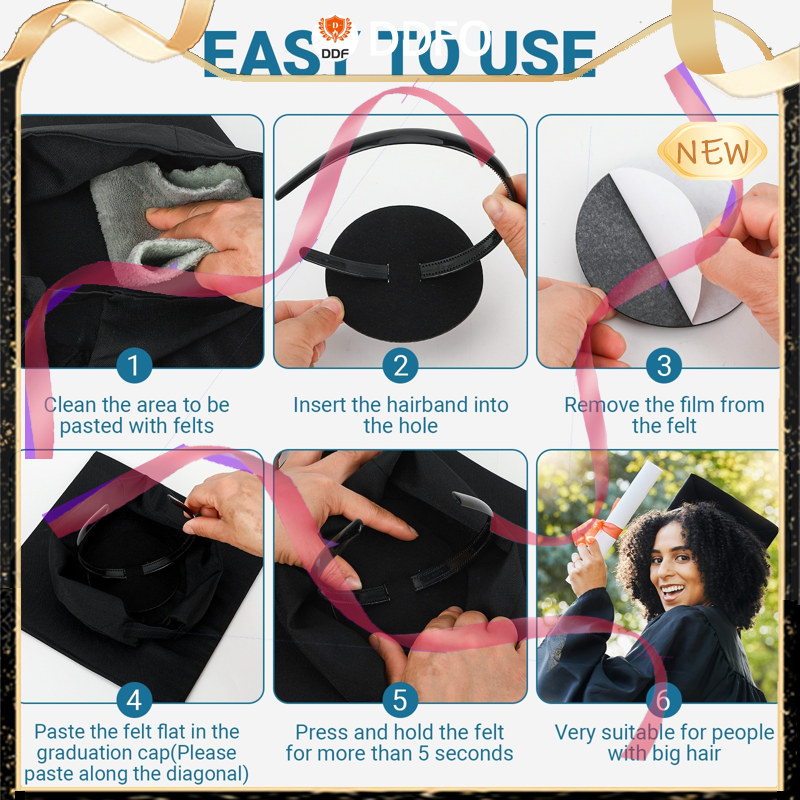 DDFO
DDF
EASY TO USE
NEW
1
Clean the area to be
pasted with felts
2
Insert the hairband into
the hole
3
Remove the film from
the felt
4
Paste the felt flat in the
graduation cap(Please
paste along the diagonal)
5
Press and hold the felt
for more than 5 seconds
6
Very suitable for people
with big hair